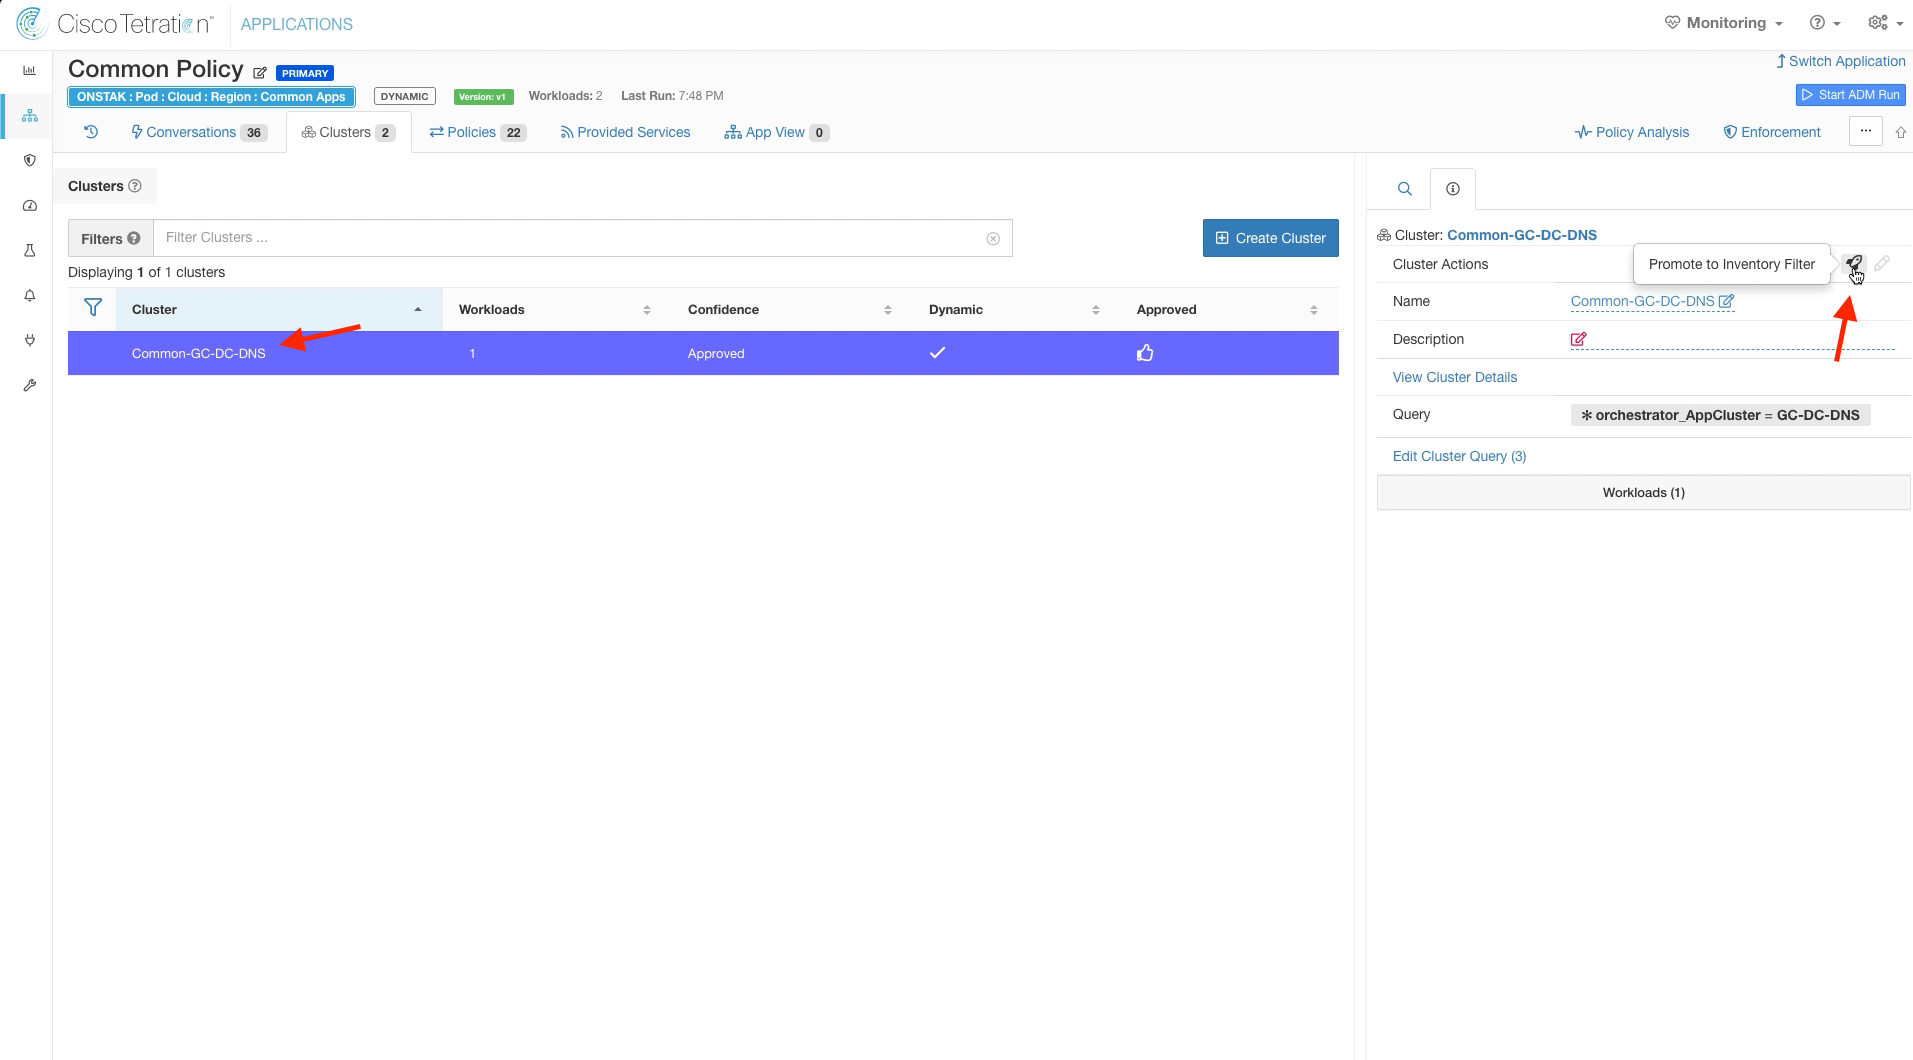 Cisco Tetration™ APPLICATIONS Monitoring
Common Policy PRIMARY Switch Application
ONSTAK : Pod : Cloud : Region : Common Apps DYNAMIC Version: v1 Workloads: 2 Last Run: 7:48 PM Start ADM Run
Conversations 36 Clusters 2 Policies 22 Provided Services App View 0 Policy Analysis Enforcement ...
Clusters
Filters Filter Clusters ... Create Cluster
Displaying 1 of 1 clusters
Cluster Workloads Confidence Dynamic Approved
Common-GC-DC-DNS 1 Approved
Cluster: Common-GC-DC-DNS
Cluster Actions Promote to Inventory Filter
Name Common-GC-DC-DNS
Description
View Cluster Details
Query * orchestrator_AppCluster = GC-DC-DNS
Edit Cluster Query (3)
Workloads (1)